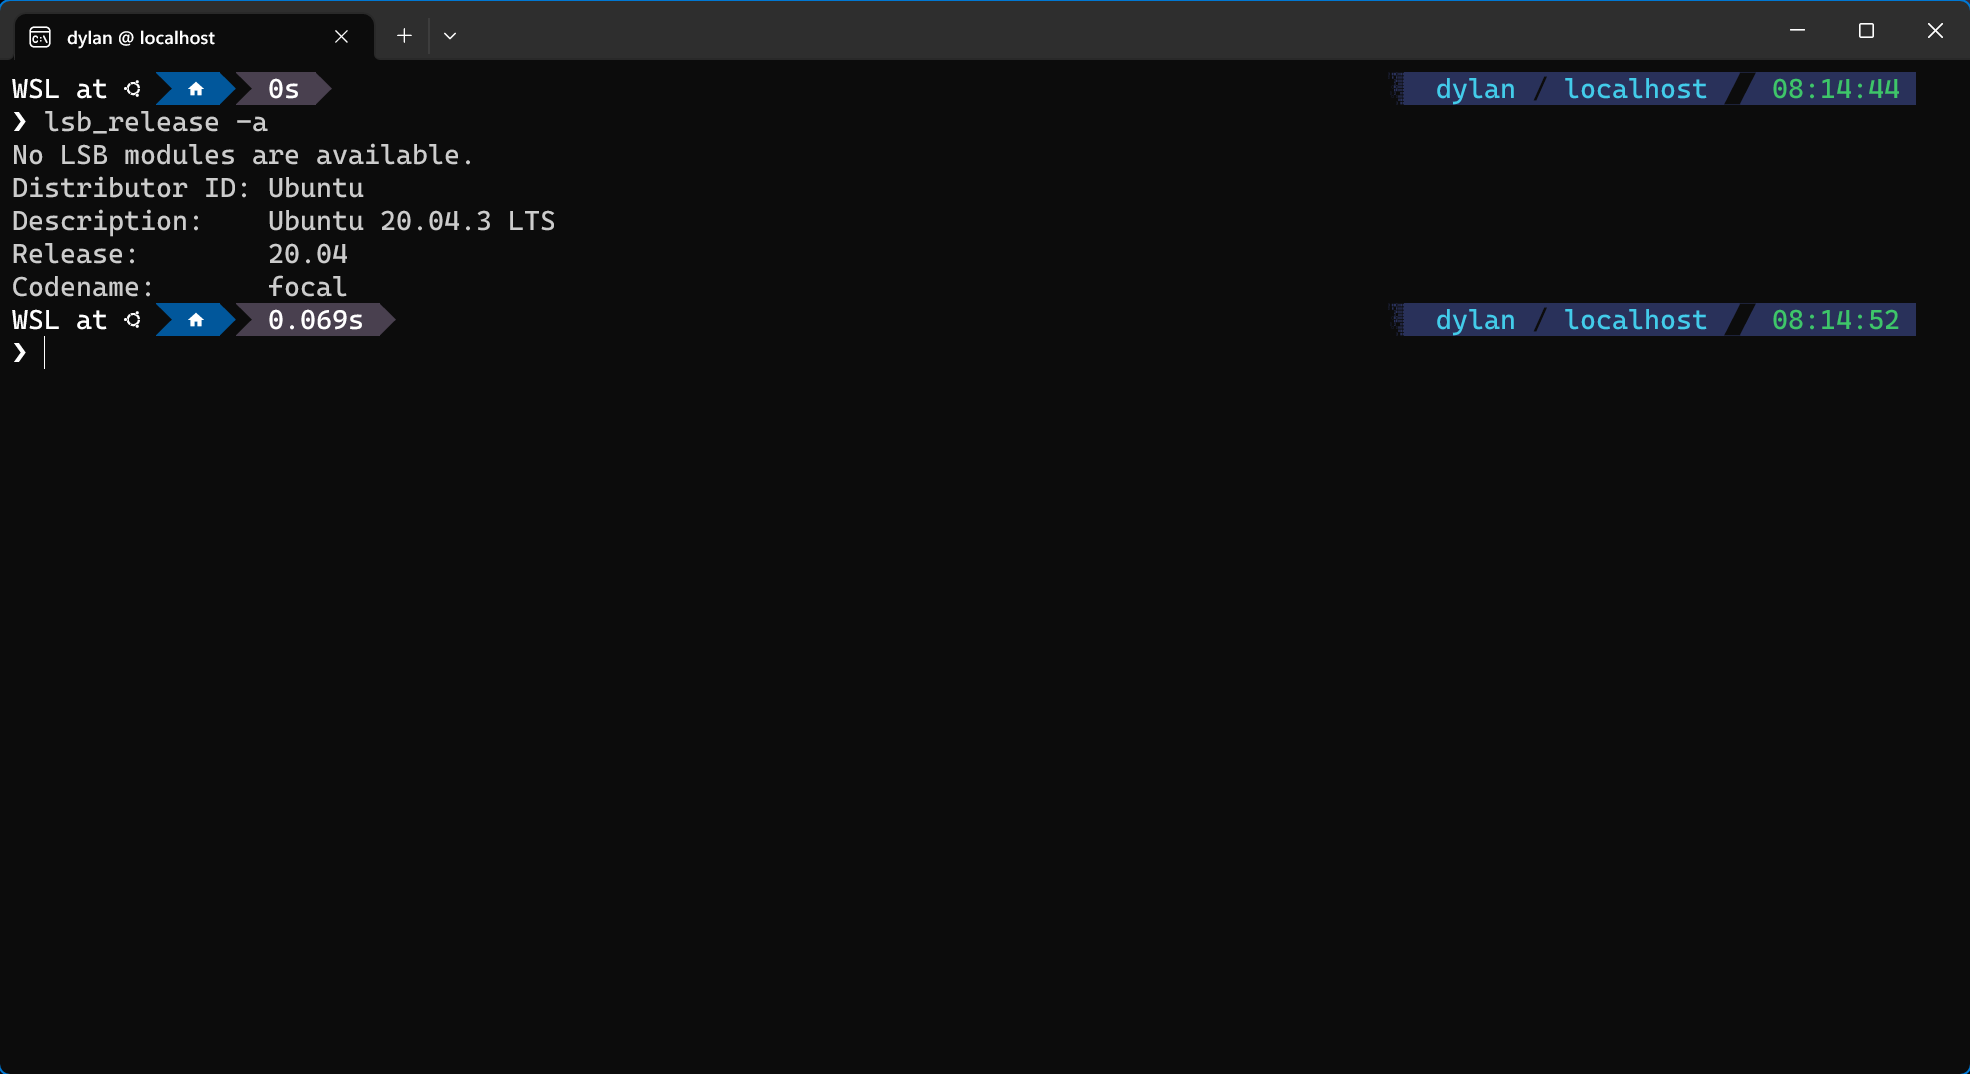 dylan @ localhost
WSL at 0s dylan / localhost 08:14:44
❯ lsb_release -a
No LSB modules are available.
Distributor ID: Ubuntu
Description: Ubuntu 20.04.3 LTS
Release: 20.04
Codename: focal
WSL at 0.069s dylan / localhost 08:14:52
❯